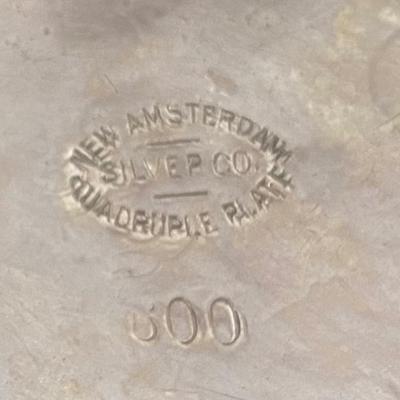 NEW AMSTERDAM
SILVER CO.
QUADRUPLE PLATE
600